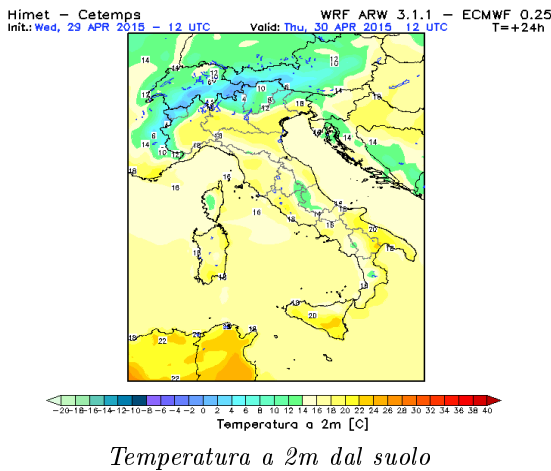 Himet – Cetemps WRF ARW 3.1.1 – ECMWF 0.25
Init.: Wed, 29 APR 2015 – 12 UTC Valid: Thu, 30 APR 2015 12 UTC T=+24h
-20 -18 -16 -14 -12 -10 -8 -6 -4 -2 0 2 4 6 8 10 12 14 16 18 20 22 24 26 28 30 32 34 36 38 40
Temperatura a 2m [C]
Temperatura a 2m dal suolo